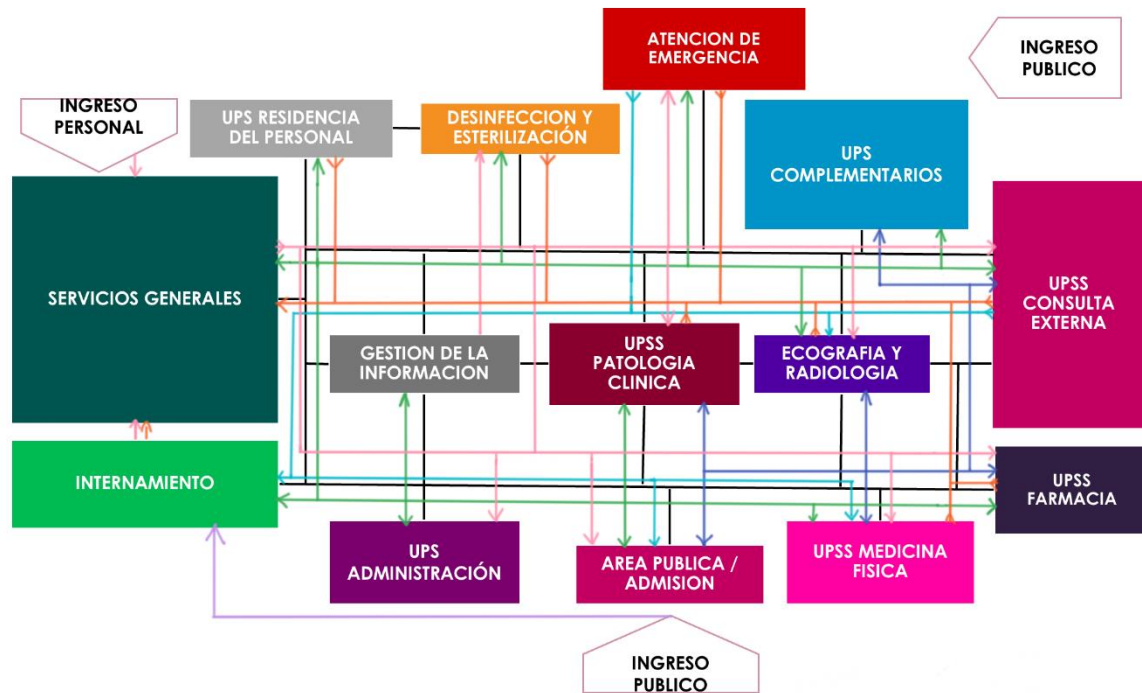 ATENCION DE
EMERGENCIA
INGRESO
PUBLICO
INGRESO
PERSONAL
UPS RESIDENCIA
DEL PERSONAL
DESINFECCION Y
ESTERILIZACIÓN
UPS
COMPLEMENTARIOS
SERVICIOS GENERALES
UPSS
CONSULTA
EXTERNA
GESTION DE LA
INFORMACION
UPSS
PATOLOGIA
CLINICA
ECOGRAFIA Y
RADIOLOGIA
INTERNAMIENTO
UPSS
FARMACIA
UPS
ADMINISTRACIÓN
AREA PUBLICA /
ADMISION
UPSS MEDICINA
FISICA
INGRESO
PUBLICO